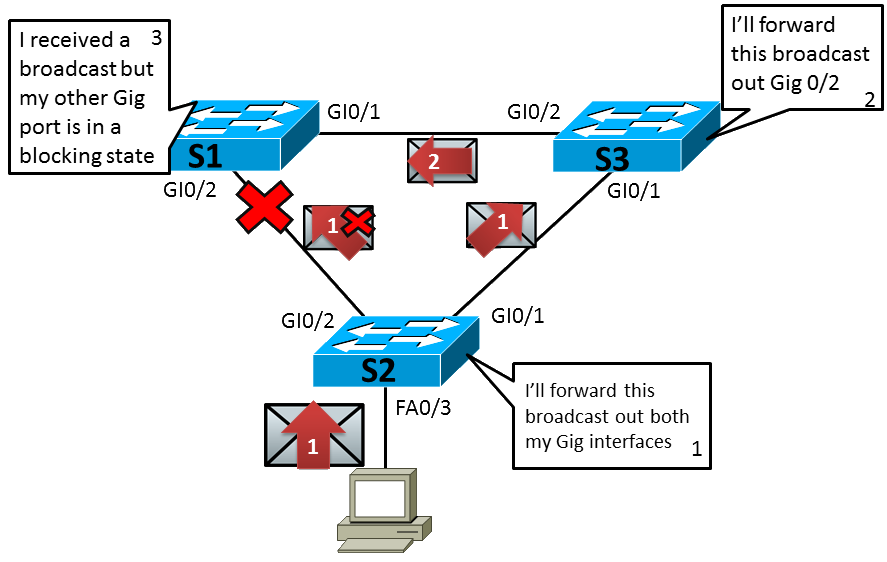 I received a 3
broadcast but
my other Gig
port is in a
blocking state
I'll forward
this broadcast
out Gig 0/2
2
GI0/1
GI0/2
S1
S3
2
GI0/2
GI0/1
1
1
GI0/2
GI0/1
S2
I'll forward this
broadcast out both
my Gig interfaces
1
FA0/3
1